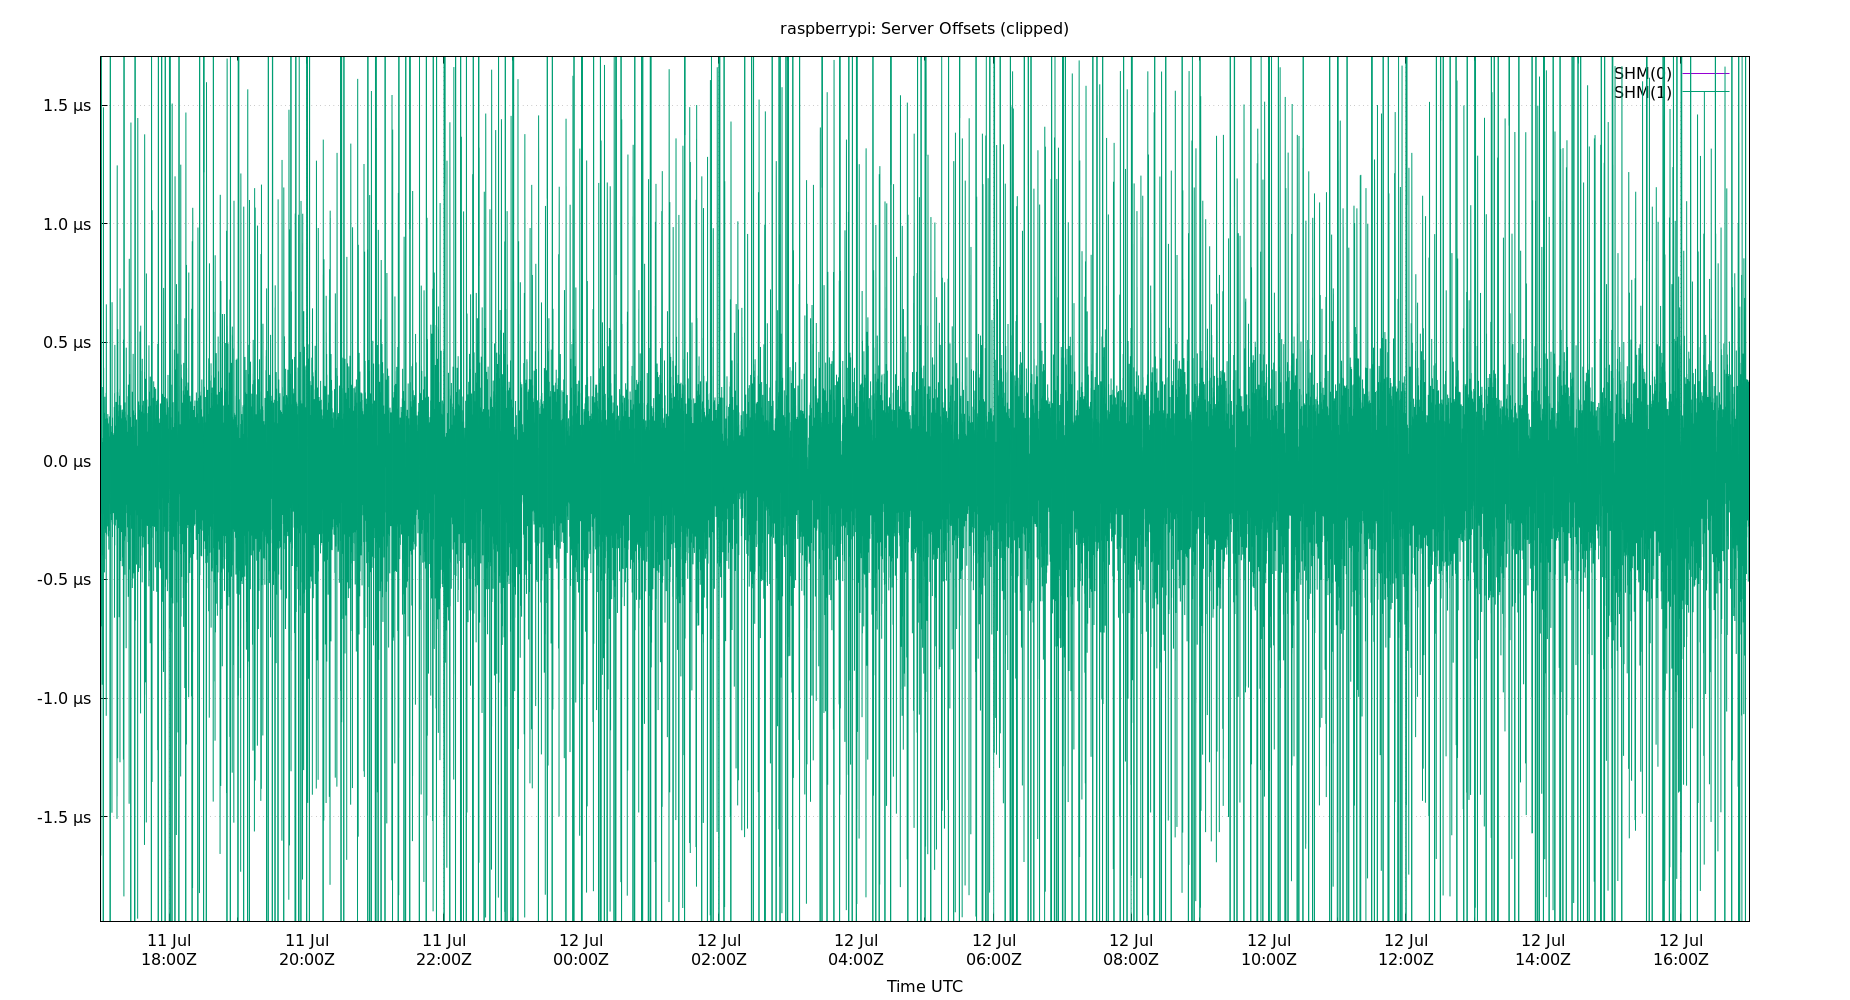 raspberrypi: Server Offsets (clipped)
SHM(0)
SHM(1)
1.5 µs
1.0 µs
0.5 µs
0.0 µs
-0.5 µs
-1.0 µs
-1.5 µs
11 Jul 11 Jul 11 Jul 12 Jul 12 Jul 12 Jul 12 Jul 12 Jul 12 Jul 12 Jul 12 Jul 12 Jul
18:00Z 20:00Z 22:00Z 00:00Z 02:00Z 04:00Z 06:00Z 08:00Z 10:00Z 12:00Z 14:00Z 16:00Z
Time UTC